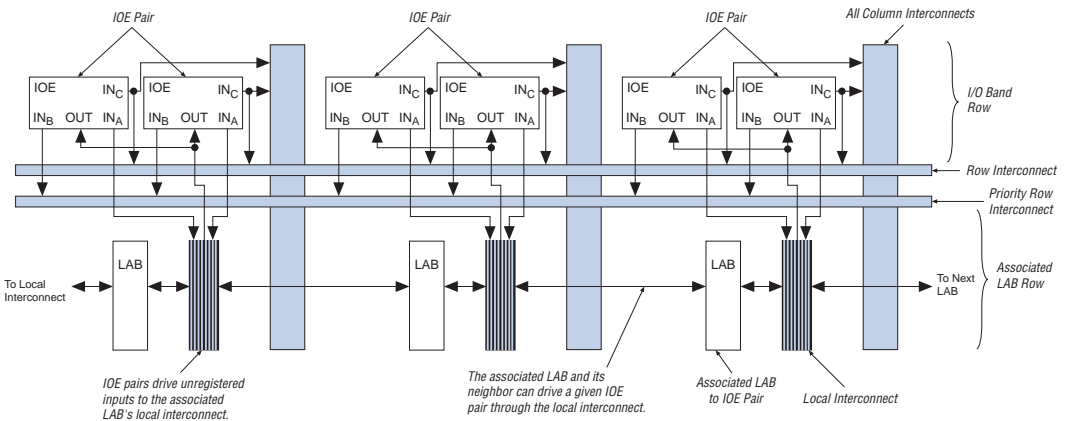 IOE Pair
IOE Pair
IOE Pair
All Column Interconnects
IOE INC
INB OUT INA
IOE INC
INB OUT INA
IOE INC
INB OUT INA
IOE INC
INB OUT INA
IOE INC
INB OUT INA
IOE INC
INB OUT INA
I/O Band
Row
Row Interconnect
Priority Row
Interconnect
LAB
LAB
LAB
To Local
Interconnect
To Next
LAB
Associated
LAB Row
IOE pairs drive unregistered
inputs to the associated
LAB's local interconnect.
The associated LAB and its
neighbor can drive a given IOE
pair through the local interconnect.
Associated LAB
to IOE Pair
Local Interconnect